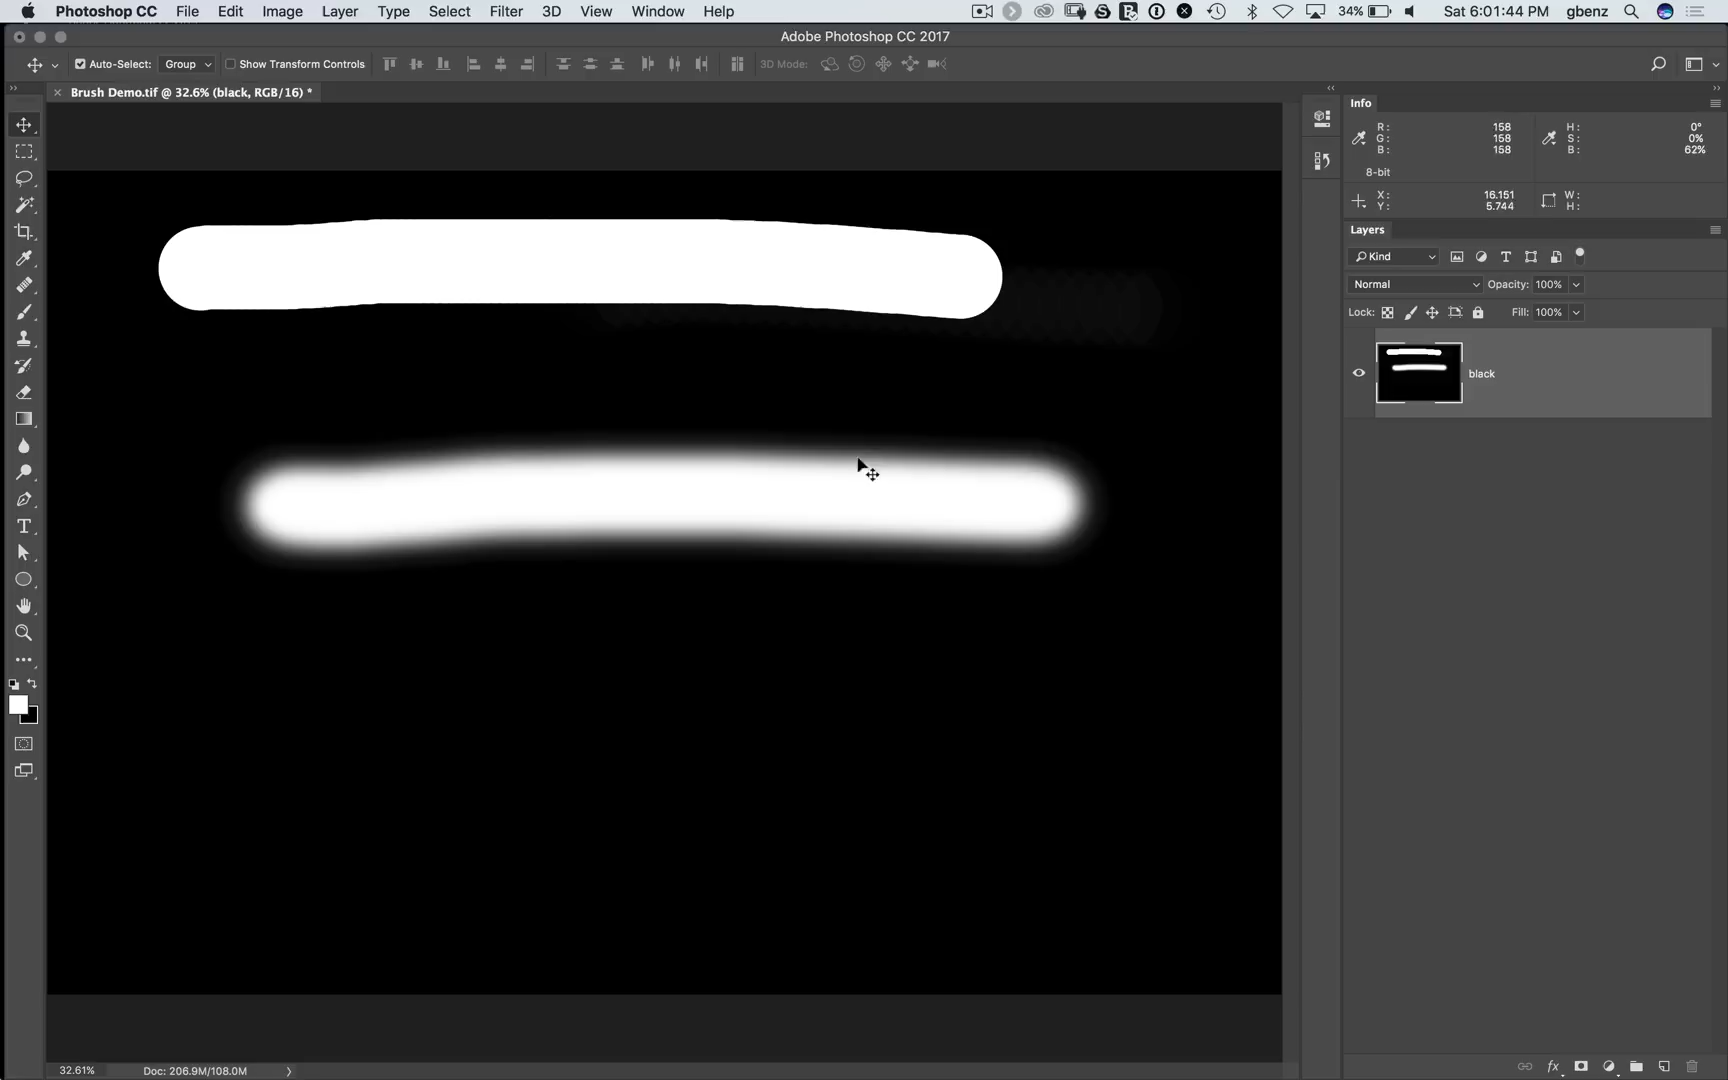 Photoshop CC File Edit Image Layer Type Select Filter 3D View Window Help 34% Sat 6:01:44 PM gbenz
Adobe Photoshop CC 2017
Auto-Select: Group Show Transform Controls 3D Mode:
Brush Demo.tif @ 32.6% (black, RGB/16) *
Info
R: 158 H: 0°
G: 158 S: 0%
B: 158 B: 62%
8-bit
X: 16.151 W:
Y: 5.744 H:
Layers
Kind
Normal Opacity: 100%
Lock: Fill: 100%
black
32.61% Doc: 206.9M/108.0M